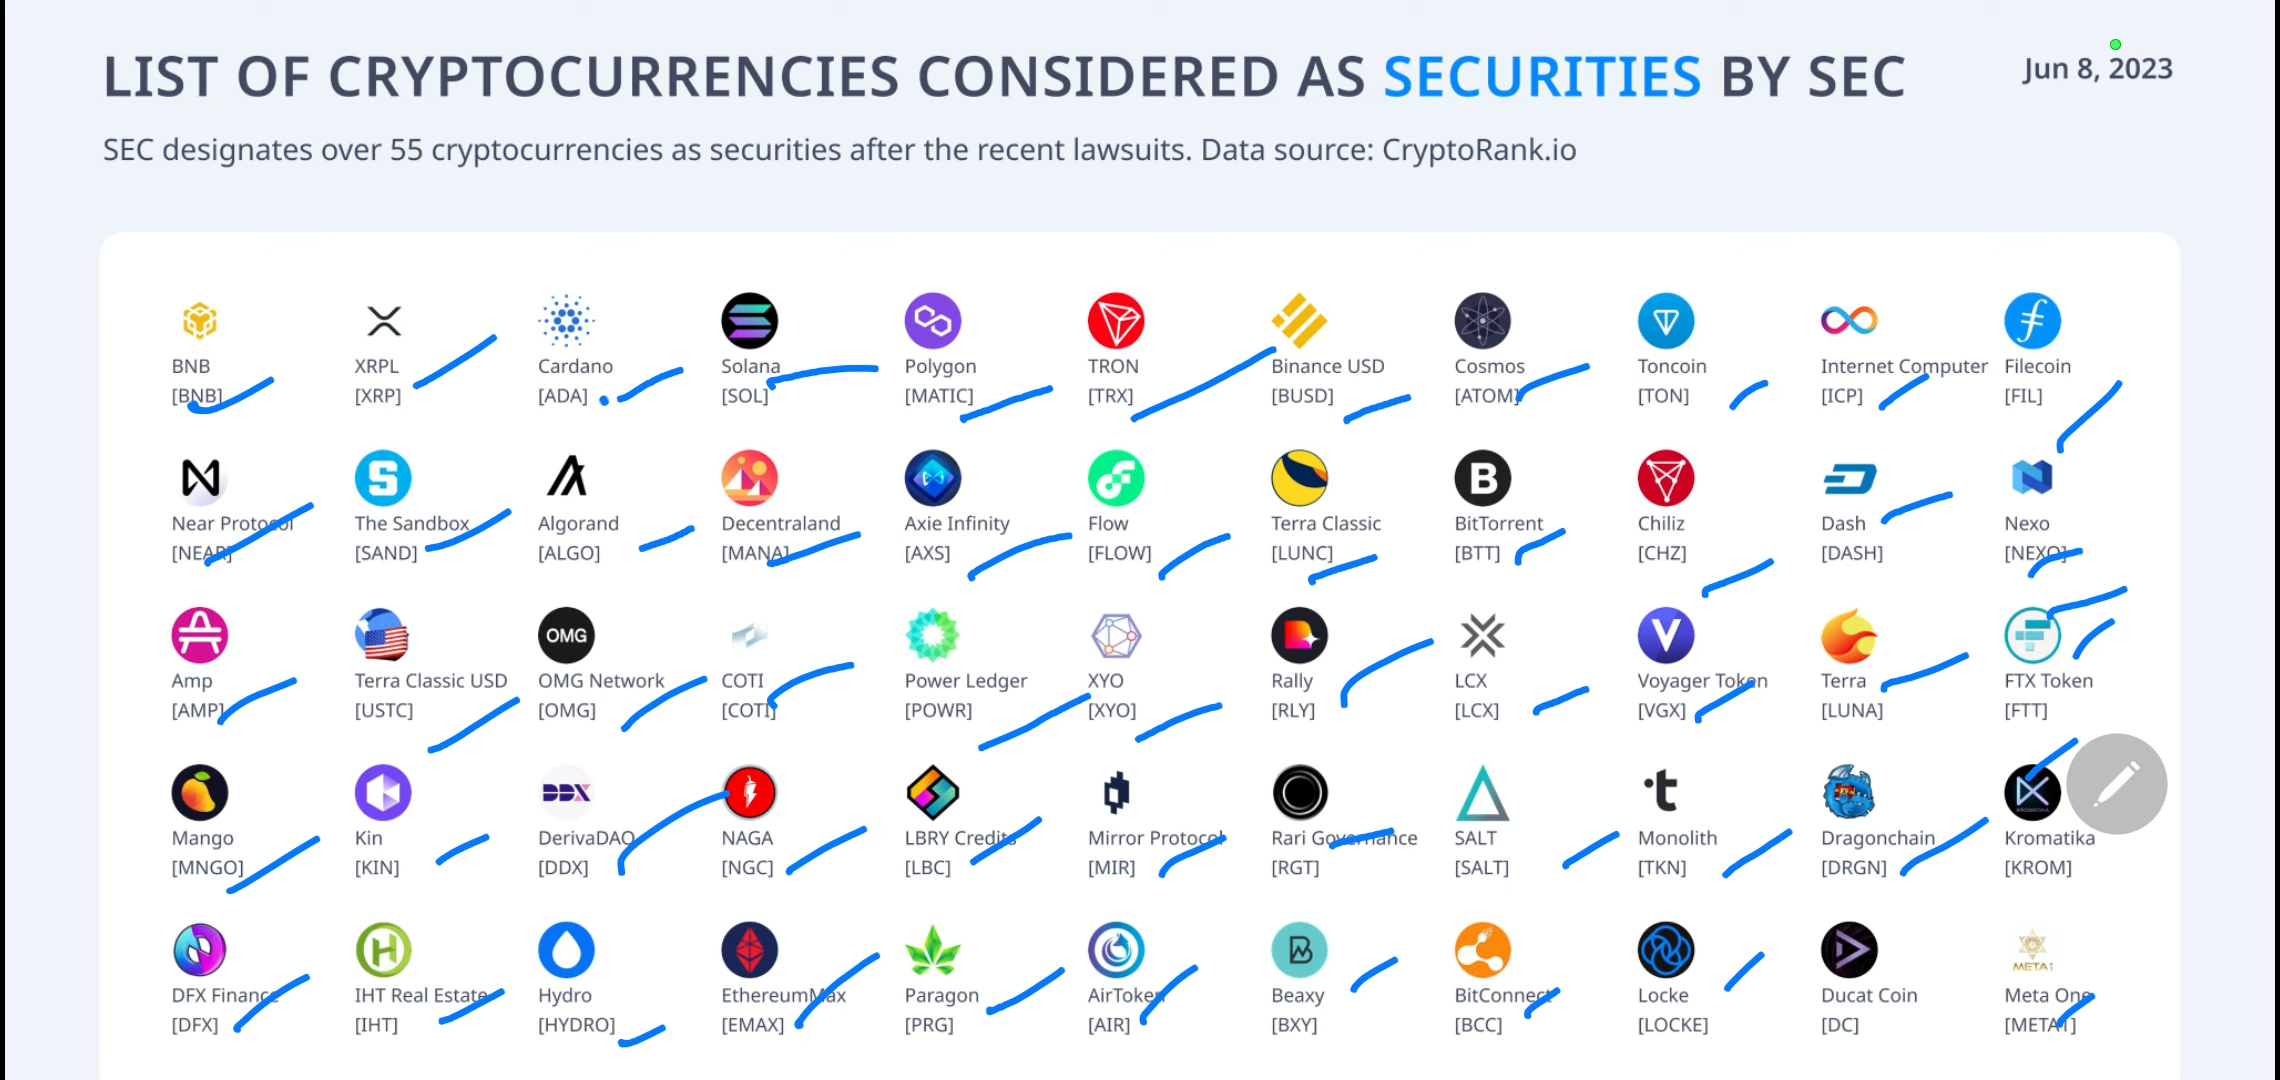 LIST OF CRYPTOCURRENCIES CONSIDERED AS SECURITIES BY SEC
Jun 8, 2023
SEC designates over 55 cryptocurrencies as securities after the recent lawsuits. Data source: CryptoRank.io
BNB XRPL Cardano Solana Polygon TRON Binance USD Cosmos Toncoin Internet Computer Filecoin
[BNB] [XRP] [ADA] [SOL] [MATIC] [TRX] [BUSD] [ATOM] [TON] [ICP] [FIL]
Near Protocol The Sandbox Algorand Decentraland Axie Infinity Flow Terra Classic BitTorrent Chiliz Dash Nexo
[NEAR] [SAND] [ALGO] [MANA] [AXS] [FLOW] [LUNC] [BTT] [CHZ] [DASH] [NEXO]
OMG
Amp Terra Classic USD OMG Network COTI Power Ledger XYO Rally LCX Voyager Token Terra FTX Token
[AMP] [USTC] [OMG] [COTI] [POWR] [XYO] [RLY] [LCX] [VGX] [LUNA] [FTT]
DDX
KROMATIKA
Mango Kin DerivaDAO NAGA LBRY Credits Mirror Protocol Rari Governance SALT Monolith Dragonchain Kromatika
[MNGO] [KIN] [DDX] [NGC] [LBC] [MIR] [RGT] [SALT] [TKN] [DRGN] [KROM]
META1
DFX Finance IHT Real Estate Hydro EthereumMax Paragon AirToken Beaxy BitConnect Locke Ducat Coin Meta One
[DFX] [IHT] [HYDRO] [EMAX] [PRG] [AIR] [BXY] [BCC] [LOCKE] [DC] [META1]